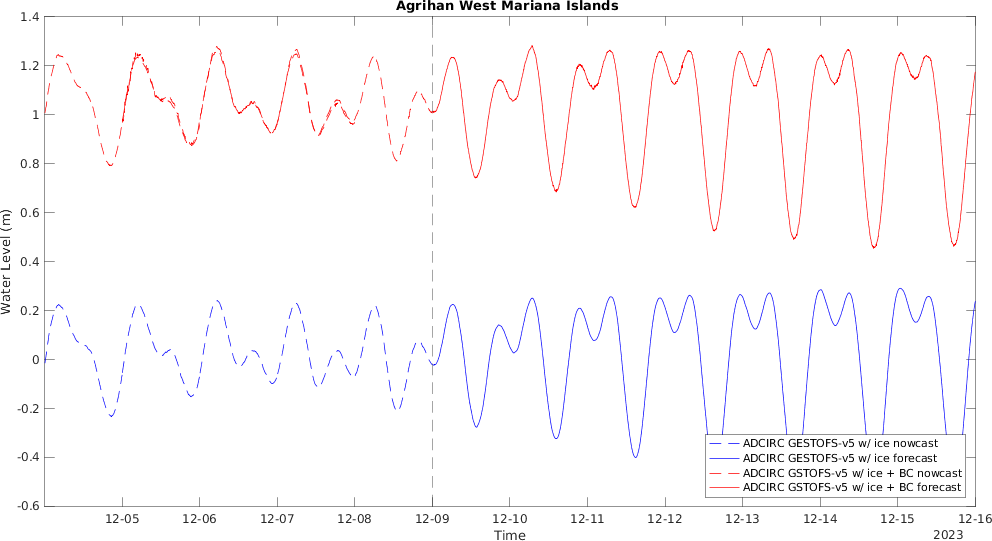 Agrihan West Mariana Islands
1.4
1.2
1
0.8
0.6
0.4
0.2
0
-0.2
-0.4
-0.6
Water Level (m)
12-05 12-06 12-07 12-08 12-09 12-10 12-11 12-12 12-13 12-14 12-15 12-16
Time
2023
ADCIRC GESTOFS-v5 w/ ice nowcast
ADCIRC GESTOFS-v5 w/ ice forecast
ADCIRC GSTOFS-v5 w/ ice + BC nowcast
ADCIRC GSTOFS-v5 w/ ice + BC forecast